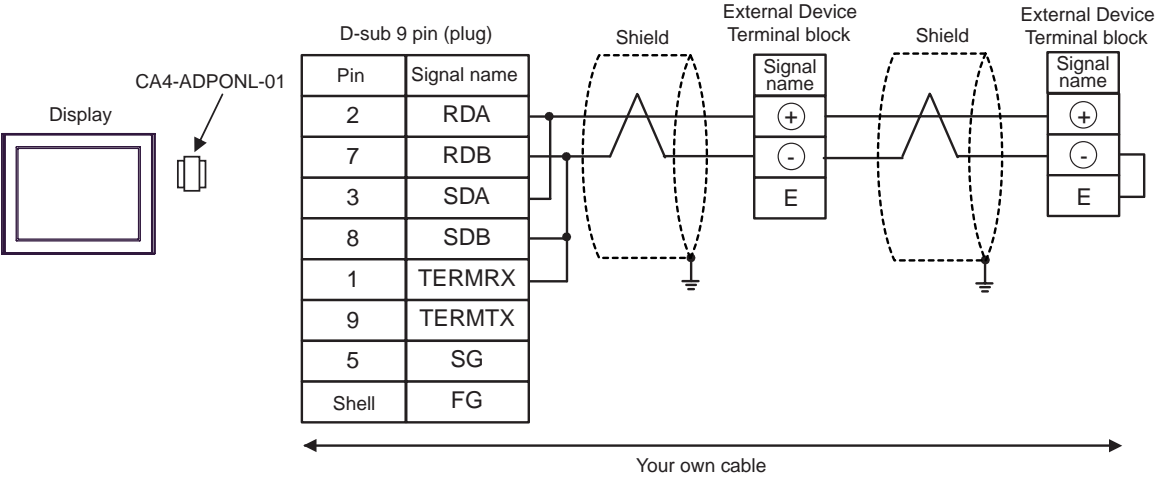 D-sub 9 pin (plug)
Shield
External Device
Terminal block
Shield
External Device
Terminal block
CA4-ADPONL-01
Display
Pin Signal name
2 RDA
7 RDB
3 SDA
8 SDB
1 TERMRX
9 TERMTX
5 SG
Shell FG
Signal
name
+
-
E
Signal
name
+
-
E
Your own cable